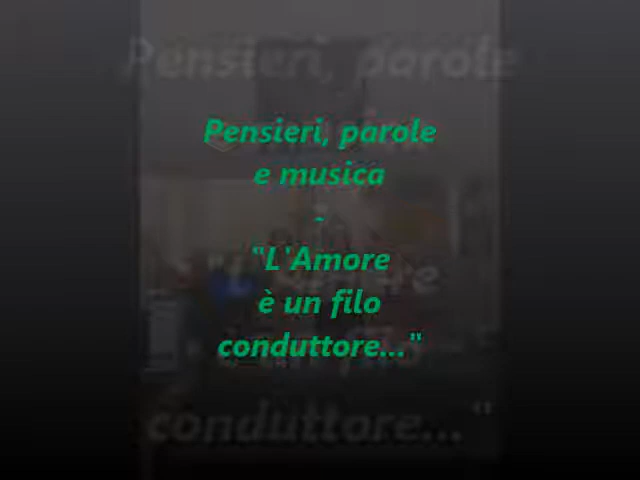 Pensieri, parole
e musica
-
"L'Amore
è un filo
conduttore..."